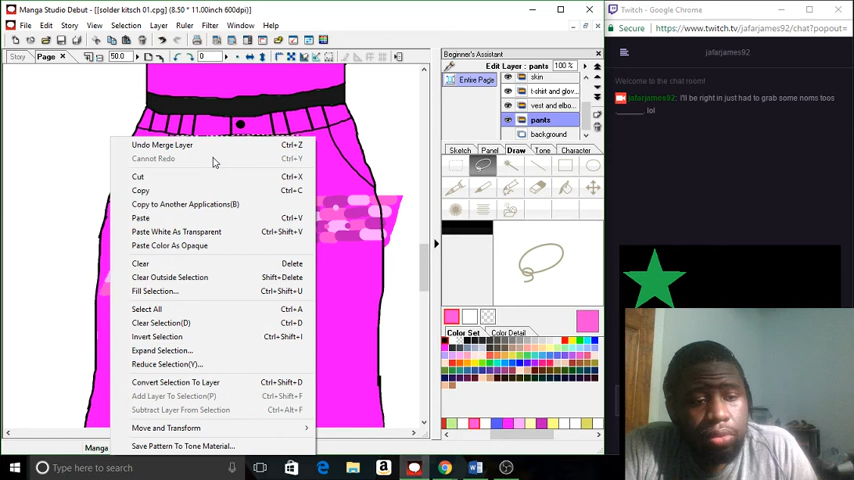 Manga Studio Debut - [[solder kitsch 01.cpg] (8.50 * 11.00inch 600dpi)]
File Edit Story View Selection Layer Ruler Filter Window Help
Story Page 50.0 0
Undo Merge Layer Ctrl+Z
Cannot Redo Ctrl+Y
Cut Ctrl+X
Copy Ctrl+C
Copy to Another Applications(B)
Paste Ctrl+V
Paste White As Transparent Ctrl+Shift+V
Paste Color As Opaque
Clear Delete
Clear Outside Selection Shift+Delete
Fill Selection... Ctrl+Shift+U
Select All Ctrl+A
Clear Selection(D) Ctrl+D
Invert Selection Ctrl+Shift+I
Expand Selection...
Reduce Selection(Y)...
Convert Selection To Layer Ctrl+Shift+D
Add Layer To Selection(P) Ctrl+Shift+F
Subtract Layer From Selection Ctrl+Alt+F
Move and Transform
Save Pattern To Tone Material...
Manga
Beginner's Assistant
Edit Layer : pants 100 %
Entire Page
skin
t-shit and glov...
vest and elbo...
pants
background
Sketch Panel Draw Tone Character
Color Set Color Detail
Twitch - Google Chrome
Secure https://www.twitch.tv/jafarjames92/chat?popout=
jafarjames92
Welcome to the chat room!
jafarjames92: I'll be right in just had to grab some noms toos
lol
Type here to search